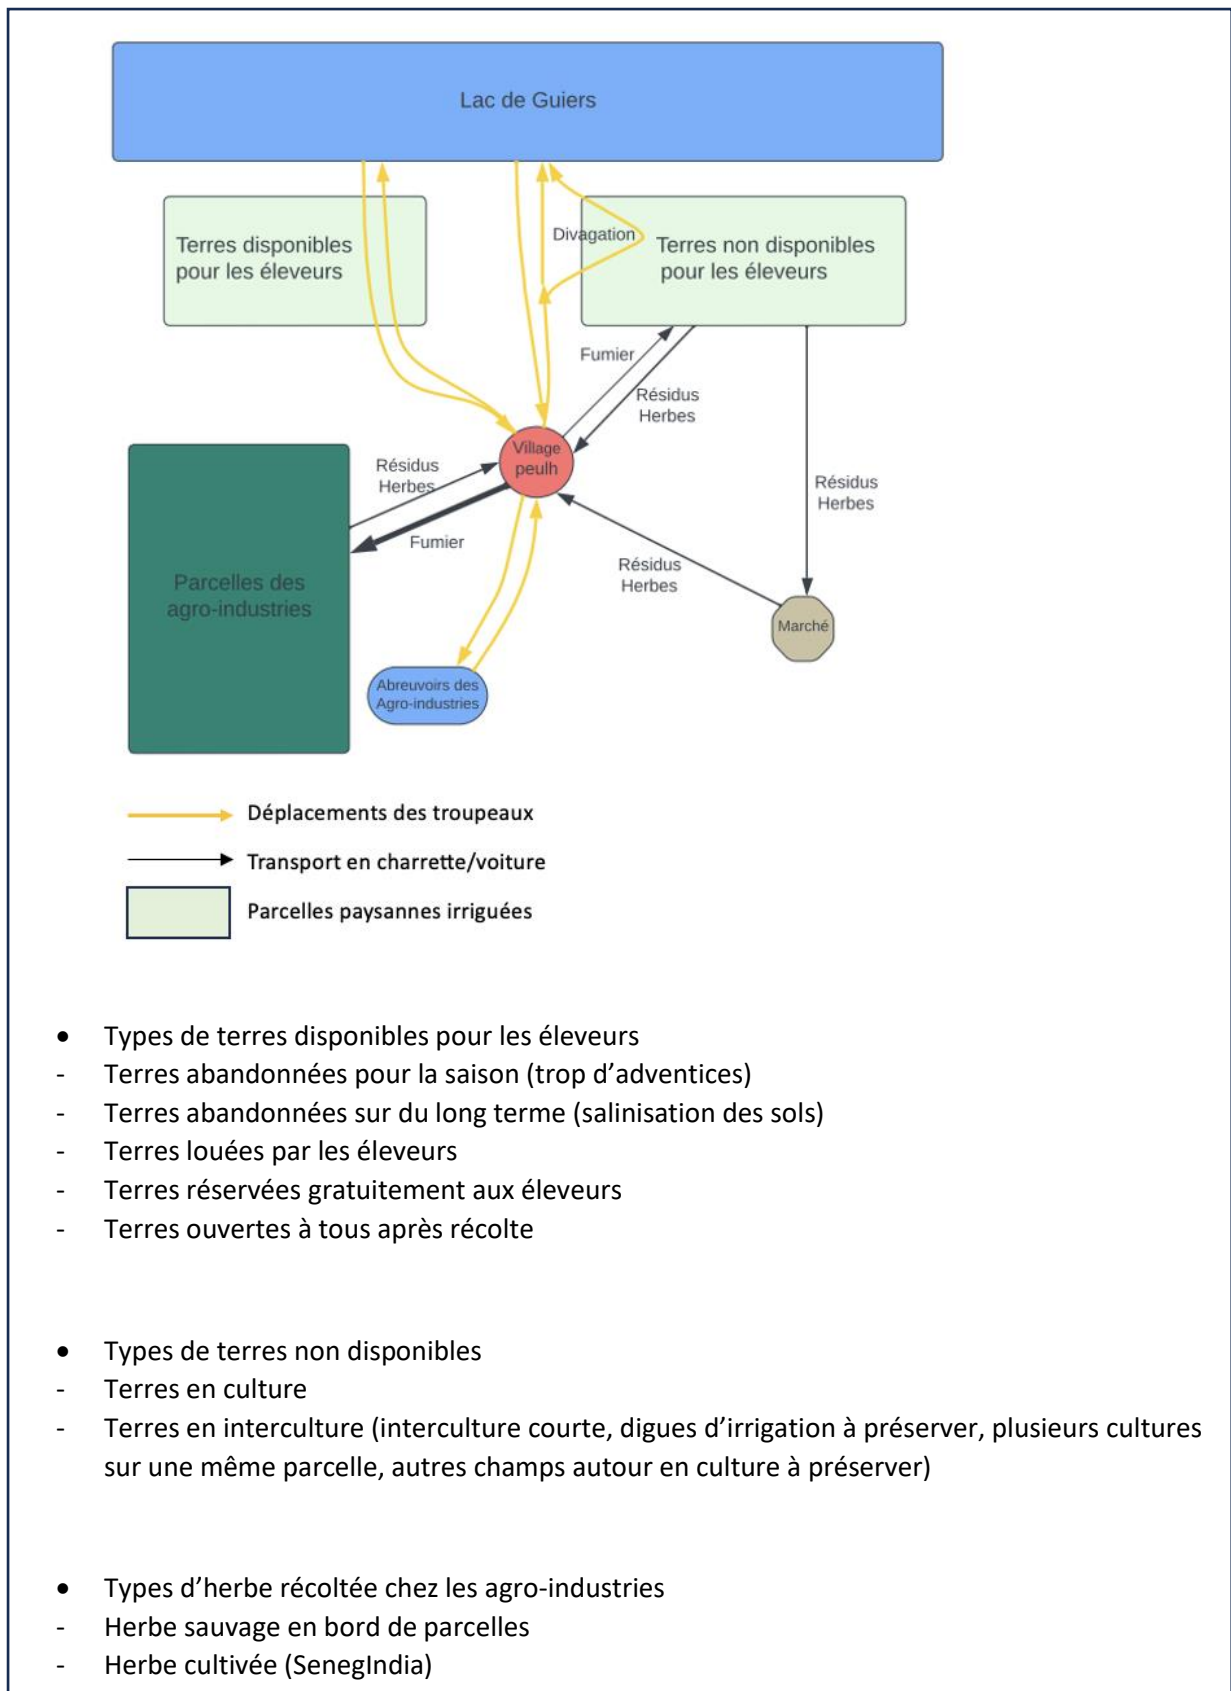 Lac de Guiers
Terres disponibles
pour les éleveurs
Divagation
Terres non disponibles
pour les éleveurs
Fumier
Résidus
Herbes
Village
peulh
Résidus
Herbes
Fumier
Résidus
Herbes
Résidus
Herbes
Parcelles des
agro-industries
Marché
Abreuvoirs des
Agro-industries
Déplacements des troupeaux
Transport en charrette/voiture
Parcelles paysannes irriguées
• Types de terres disponibles pour les éleveurs
- Terres abandonnées pour la saison (trop d’adventices)
- Terres abandonnées sur du long terme (salinisation des sols)
- Terres louées par les éleveurs
- Terres réservées gratuitement aux éleveurs
- Terres ouvertes à tous après récolte
• Types de terres non disponibles
- Terres en culture
- Terres en interculture (interculture courte, digues d’irrigation à préserver, plusieurs cultures
sur une même parcelle, autres champs autour en culture à préserver)
• Types d’herbe récoltée chez les agro-industries
- Herbe sauvage en bord de parcelles
- Herbe cultivée (SenegIndia)